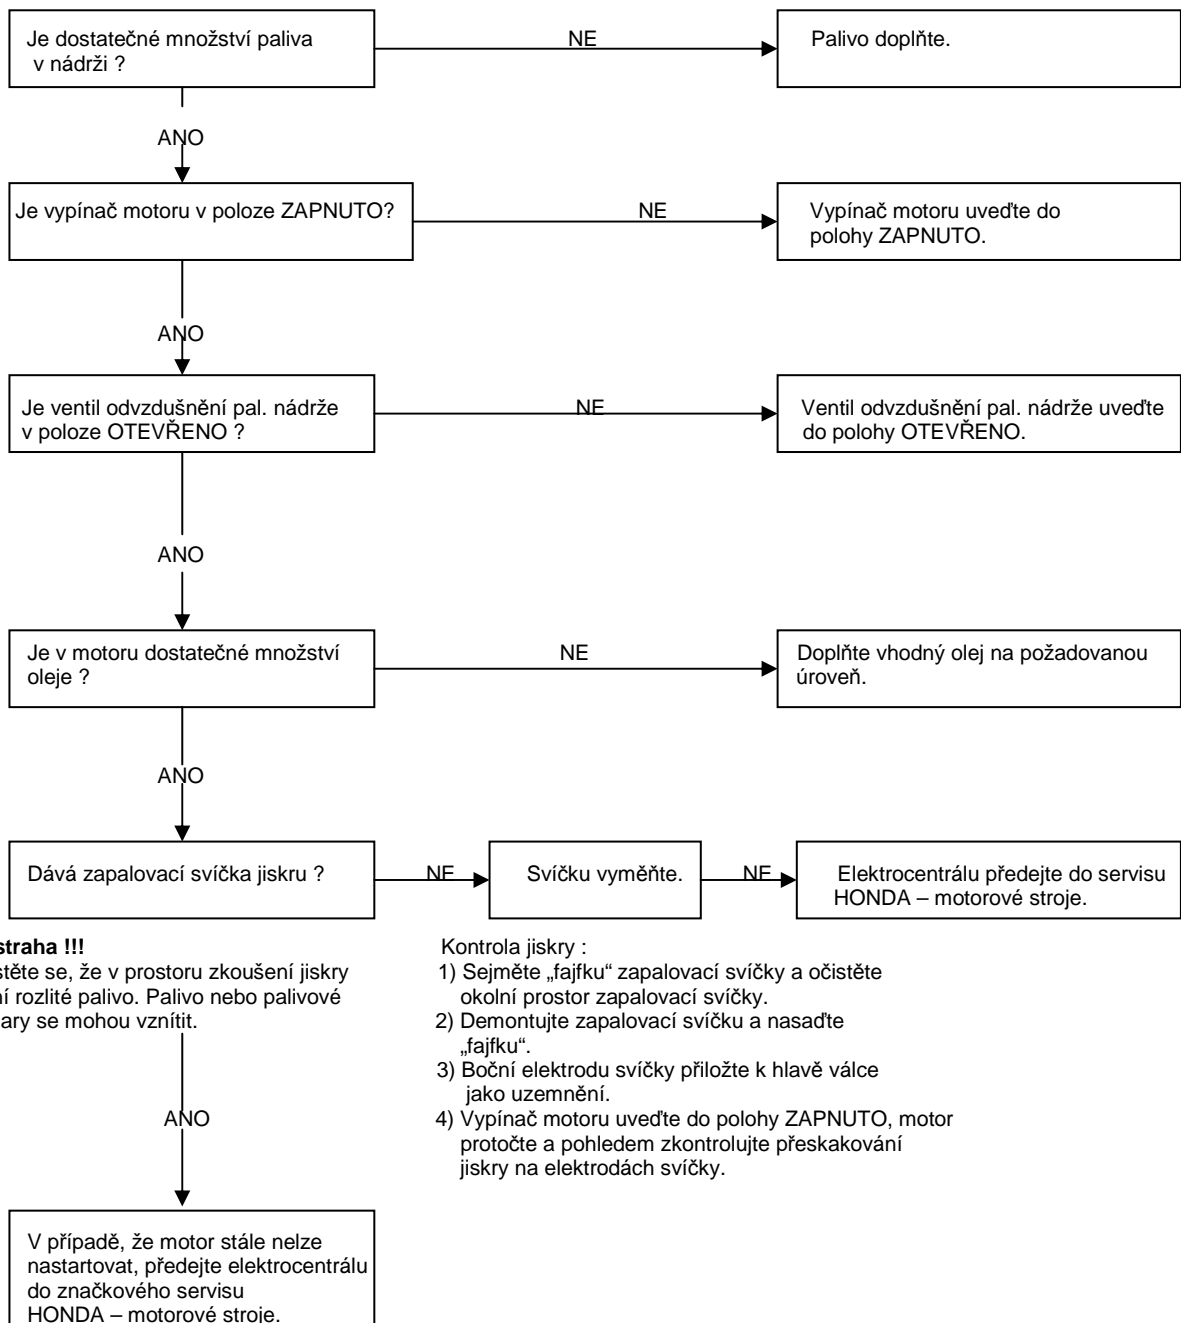 Je dostatečné množství paliva
v nádrži ?
NE
Palivo doplňte.
ANO
Je vypínač motoru v poloze ZAPNUTO?
NE
Vypínač motoru uveďte do
polohy ZAPNUTO.
ANO
Je ventil odvzdušnění pal. nádrže
v poloze OTEVŘENO ?
NE
Ventil odvzdušnění pal. nádrže uveďte
do polohy OTEVŘENO.
ANO
Je v motoru dostatečné množství
oleje ?
NE
Doplňte vhodný olej na požadovanou
úroveň.
ANO
Dává zapalovací svíčka jiskru ?
NE
Svíčku vyměňte.
NE
Elektrocentrálu předejte do servisu
HONDA – motorové stroje.
straha !!!
stěte se, že v prostoru zkoušení jiskry
ní rozlité palivo. Palivo nebo palivové
ary se mohou vznítit.
Kontrola jiskry :
1) Sejměte „fajfku“ zapalovací svíčky a očistěte
okolní prostor zapalovací svíčky.
2) Demontujte zapalovací svíčku a nasaďte
„fajfku“.
3) Boční elektrodu svíčky přiložte k hlavě válce
jako uzemnění.
4) Vypínač motoru uveďte do polohy ZAPNUTO, motor
protočte a pohledem zkontrolujte přeskakování
jiskry na elektrodách svíčky.
ANO
V případě, že motor stále nelze
nastartovat, předejte elektrocentrálu
do značkového servisu
HONDA – motorové stroje.